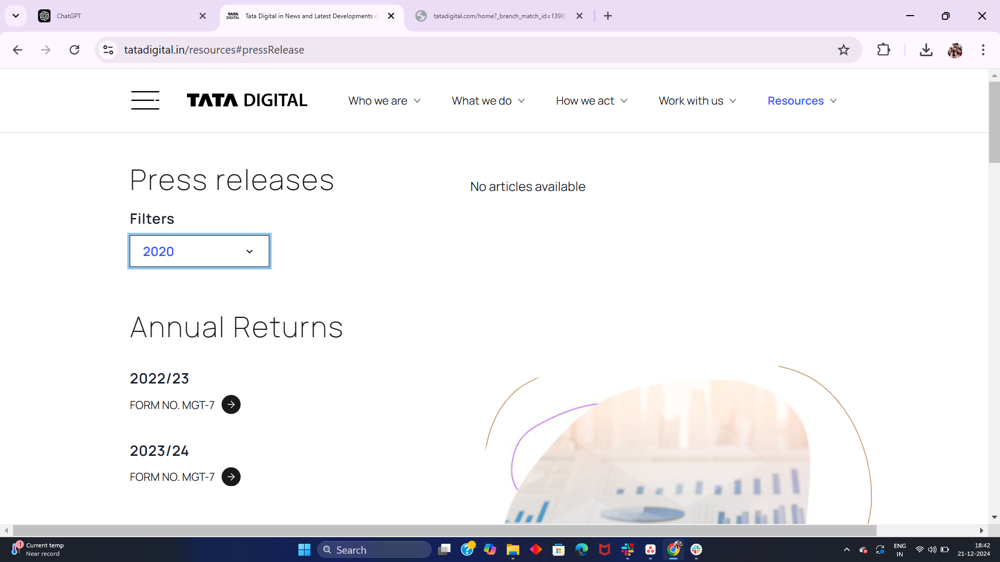 ChatGPT
TATA DIGITAL
Tata Digital in News and Latest Developments
tatadigital.com/home?_branch_match_id=1398
tatadigital.in/resources#pressRelease
TATA DIGITAL
Who we are
What we do
How we act
Work with us
Resources
Press releases
No articles available
Filters
2020
Annual Returns
2022/23
FORM NO. MGT-7
2023/24
FORM NO. MGT-7
1
Current temp
Near record
Search
ENG
IN
18:42
21-12-2024